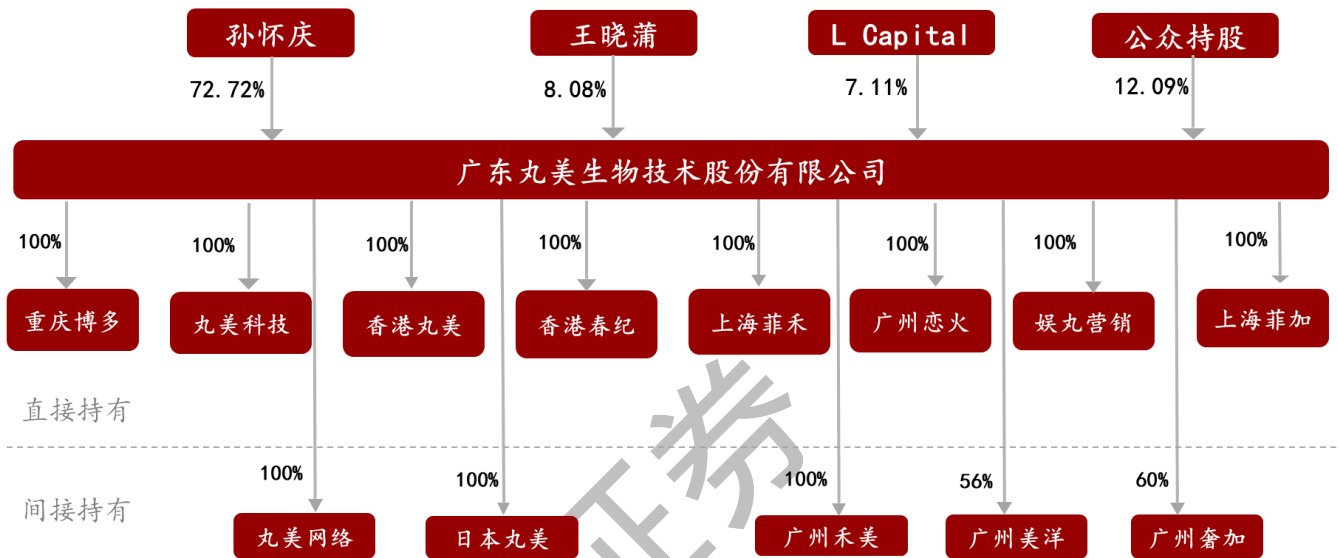 孙怀庆 王晓蒲 L Capital 公众持股
72.72% 8.08% 7.11% 12.09%
广东丸美生物技术股份有限公司
100% 100% 100% 100% 100% 100% 100% 100%
重庆博多 丸美科技 香港丸美 香港春纪 上海菲禾 广州恋火 娱丸营销 上海菲加
直接持有
100% 100% 100% 56% 60%
间接持有
丸美网络 日本丸美 广州禾美 广州美洋 广州奢加
证券